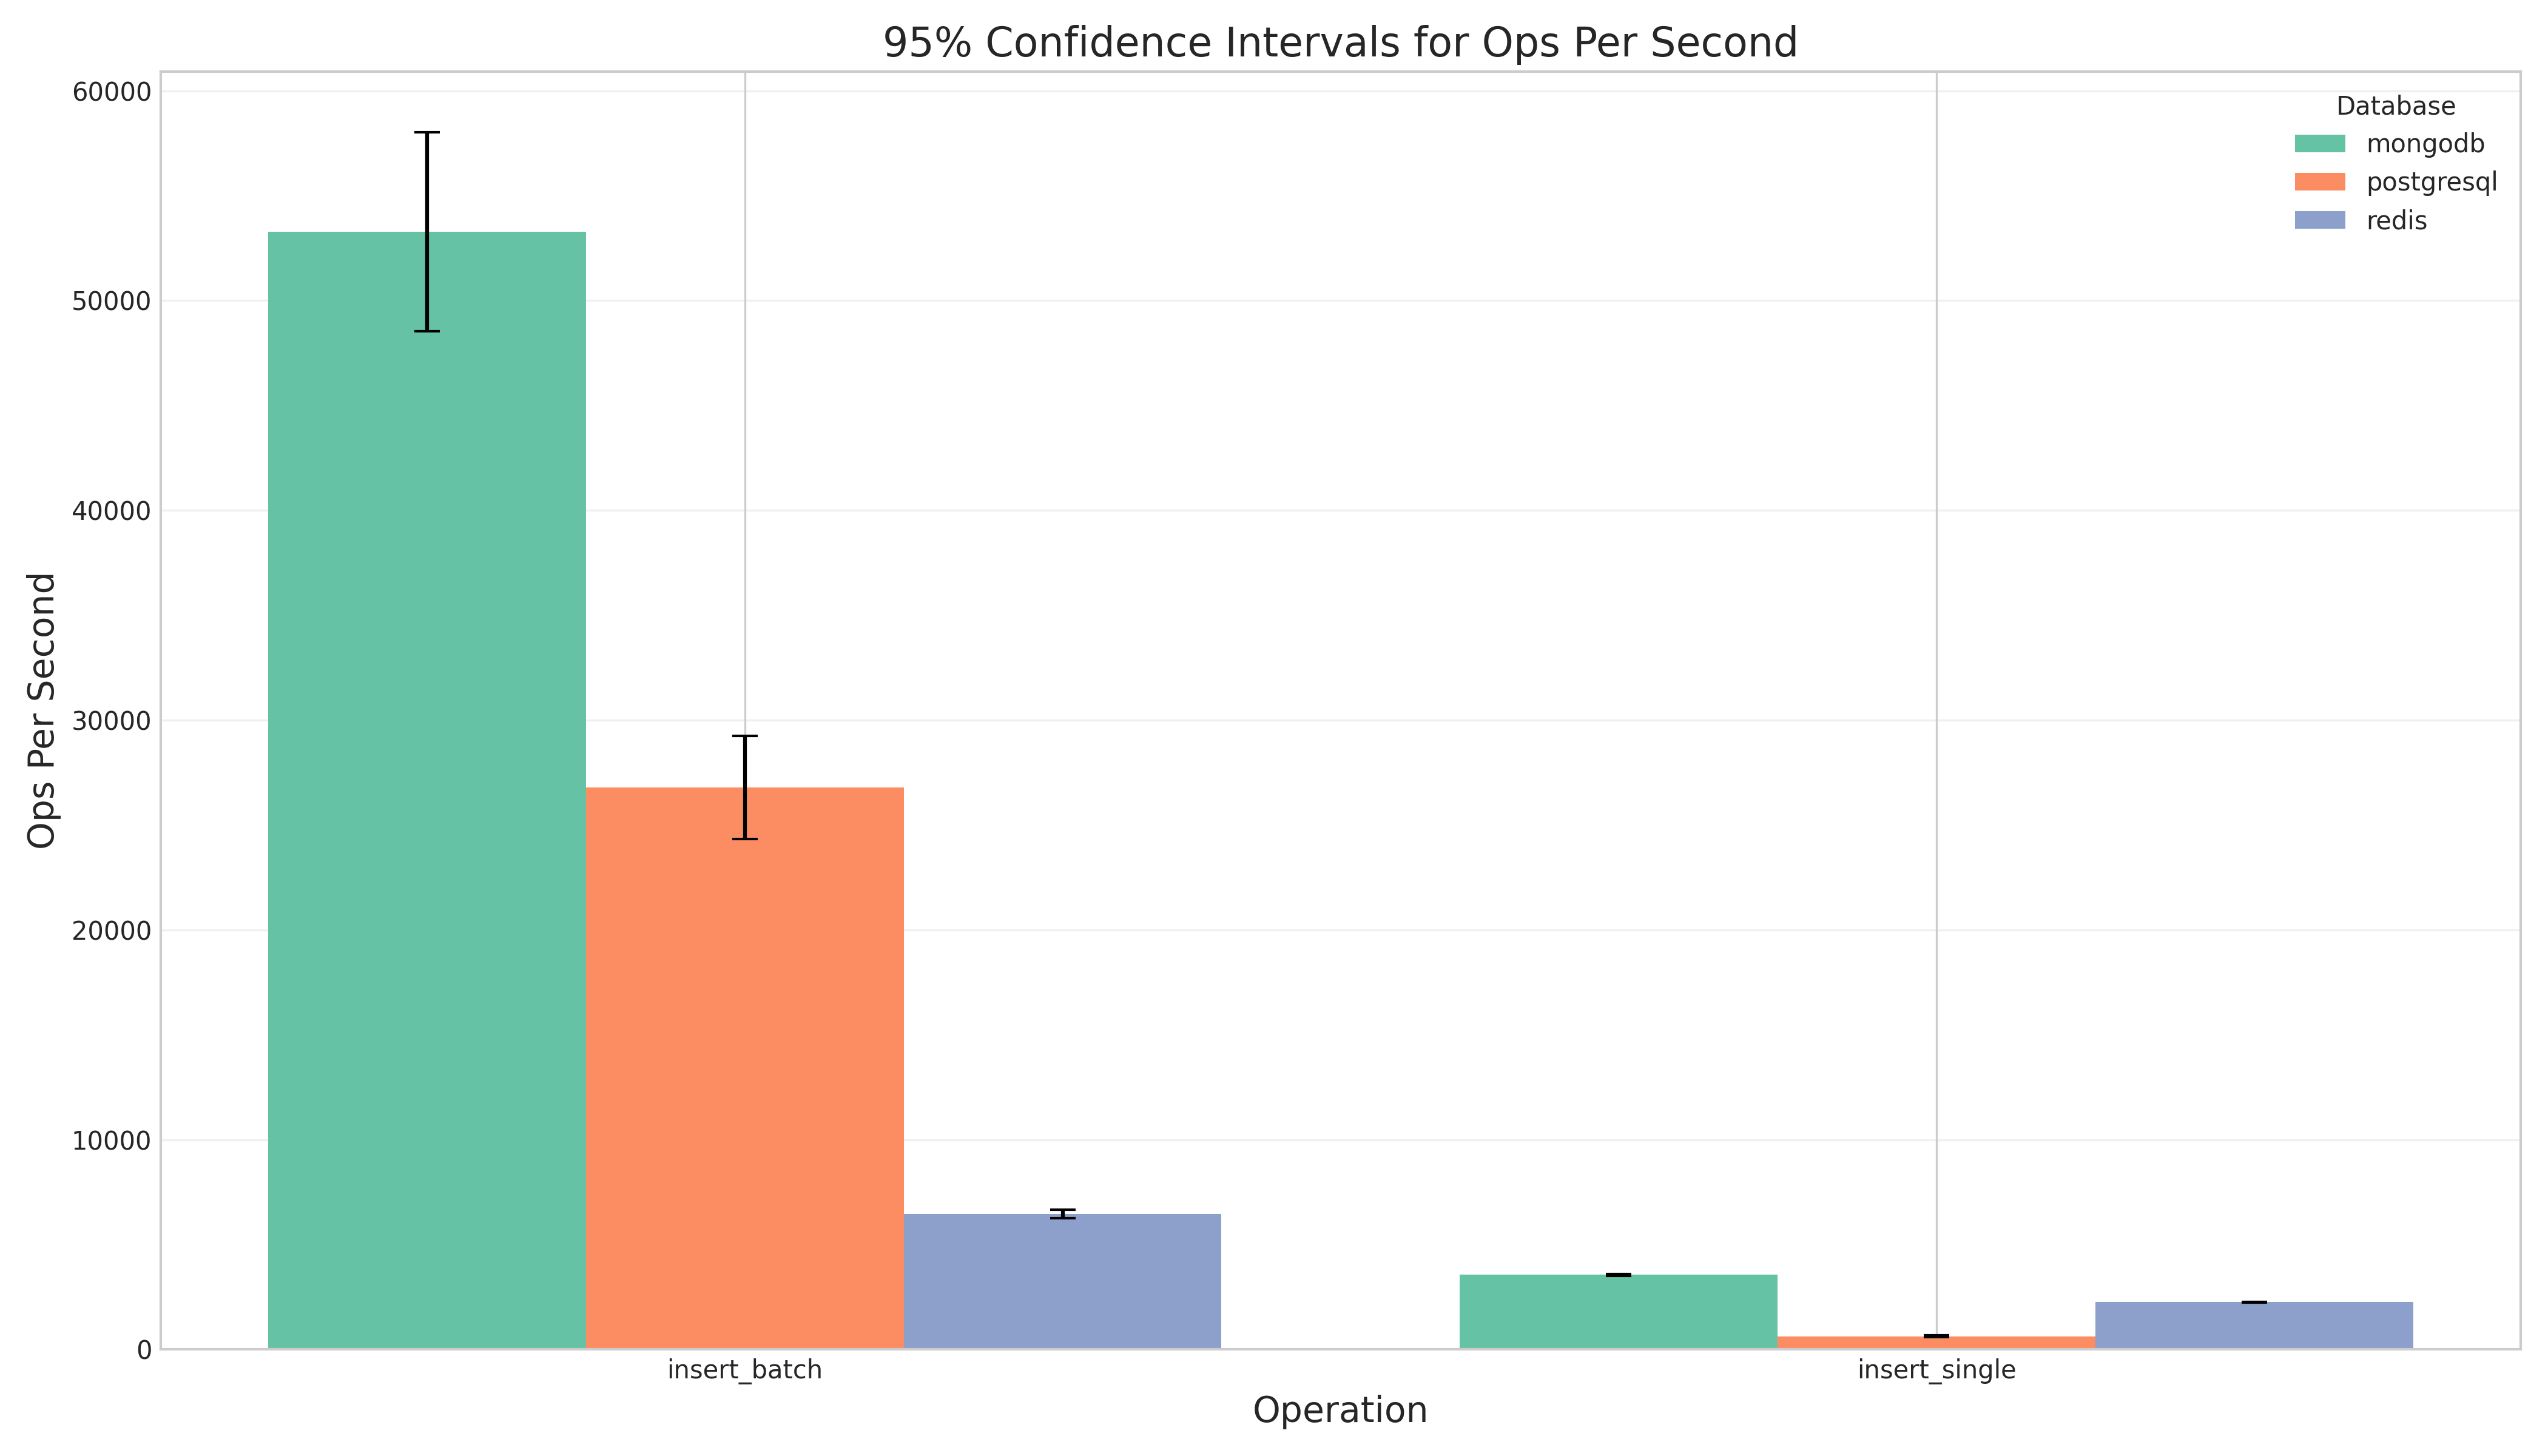 95% Confidence Intervals for Ops Per Second
Ops Per Second
60000
50000
40000
30000
20000
10000
0
Database
mongodb
postgresql
redis
insert_batch
insert_single
Operation